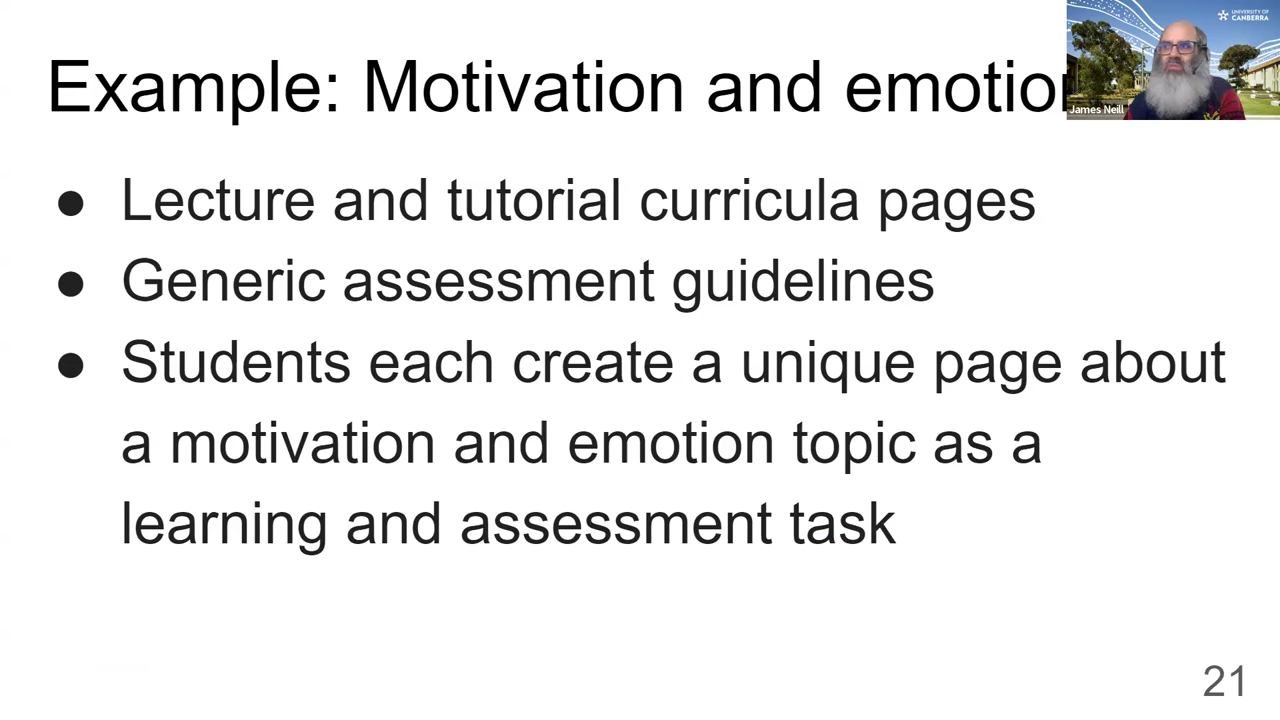 Example: Motivation and emotion
UNIVERSITY OF
CANBERRA
James Neill
● Lecture and tutorial curricula pages
● Generic assessment guidelines
● Students each create a unique page about
a motivation and emotion topic as a
learning and assessment task
21